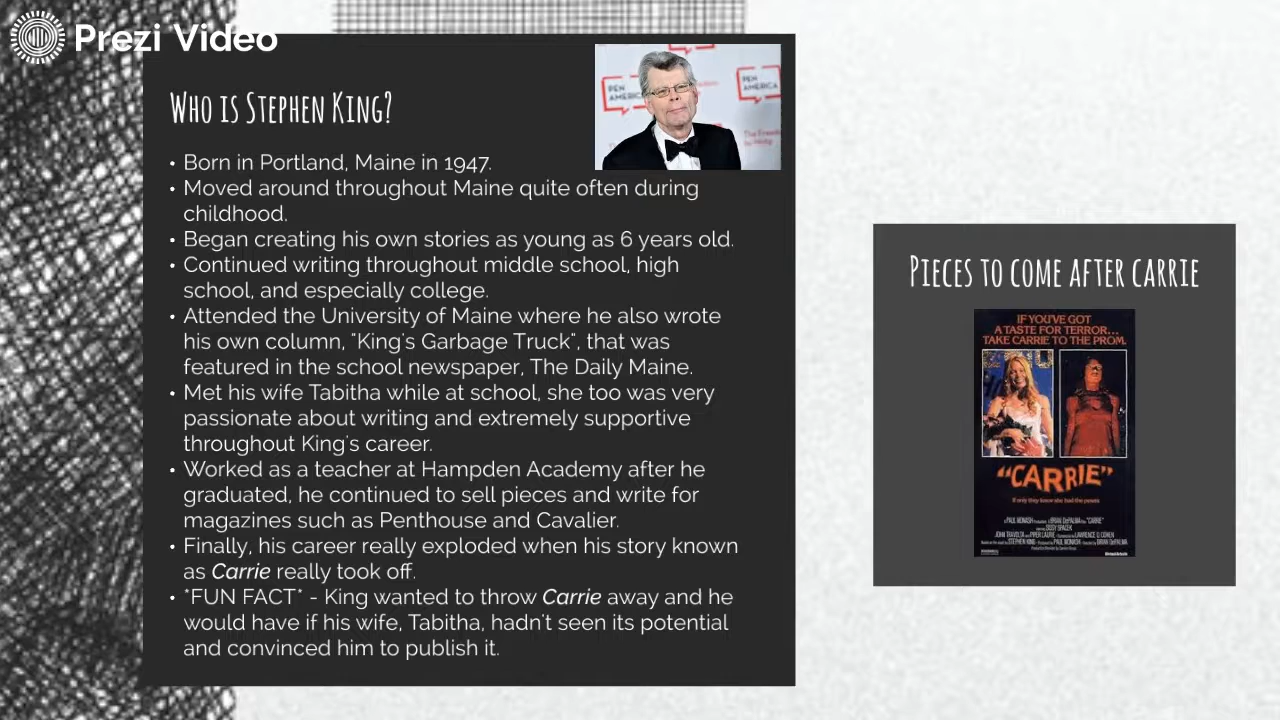 Prezi Video
WHO IS STEPHEN KING?
PEN AMERICA
PEN AMERICA
• Born in Portland, Maine in 1947.
• Moved around throughout Maine quite often during
childhood.
• Began creating his own stories as young as 6 years old.
• Continued writing throughout middle school, high
school, and especially college.
• Attended the University of Maine where he also wrote
his own column, "King's Garbage Truck", that was
featured in the school newspaper, The Daily Maine.
• Met his wife Tabitha while at school, she too was very
passionate about writing and extremely supportive
throughout King's career.
• Worked as a teacher at Hampden Academy after he
graduated, he continued to sell pieces and write for
magazines such as Penthouse and Cavalier.
• Finally, his career really exploded when his story known
as Carrie really took off.
• *FUN FACT* - King wanted to throw Carrie away and he
would have if his wife, Tabitha, hadn't seen its potential
and convinced him to publish it.
PIECES TO COME AFTER CARRIE
IF YOU'VE GOT
A TASTE FOR TERROR...
TAKE CARRIE TO THE PROM.
"CARRIE"